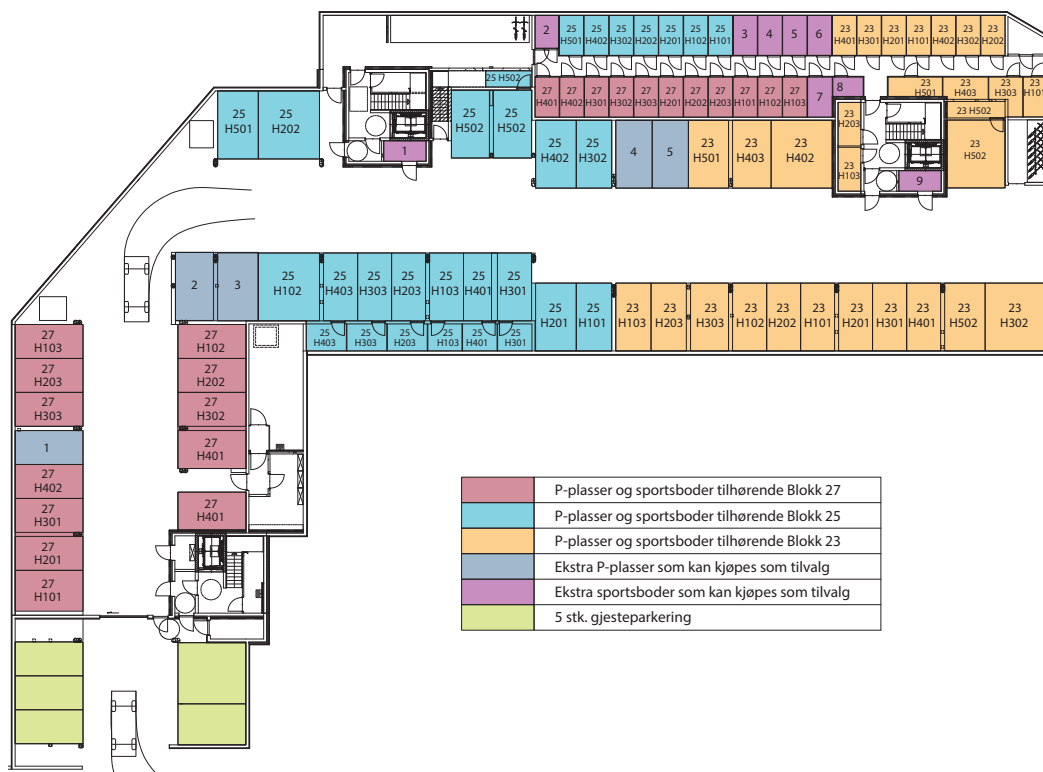 2
25 25 25 25 25 25 25
H501 H402 H302 H202 H201 H102 H101
3 4 5 6
23 23 23 23 23 23 23
H401 H301 H201 H101 H402 H302 H202
25 H502
27 27 27 27 27 27 27 27 27 27 27
H401 H402 H301 H302 H303 H201 H202 H203 H101 H102 H103
7
8
23 23 23 23
H501 H403 H303 H101
23 H502
25 25
H501 H202
25 25
H502 H502
1
25 25
H402 H302
4 5
23 23 23
H501 H403 H402
23
H203
23
H103
23
H502
9
2 3
25 25 25 25 25 25 25
H102 H403 H303 H203 H103 H401 H301
25 25
H201 H101
23 23 23 23 23 23 23 23 23 23 23
H103 H203 H303 H102 H202 H101 H201 H301 H401 H502 H302
25 25 25 25 25 25
H403 H303 H203 H103 H401 H301
27
H103
27
H203
27
H303
1
27
H402
27
H301
27
H201
27
H101
27
H102
27
H202
27
H302
27
H401
27
H401
P-plasser og sportsboder tilhørende Blokk 27
P-plasser og sportsboder tilhørende Blokk 25
P-plasser og sportsboder tilhørende Blokk 23
Ekstra P-plasser som kan kjøpes som tilvalg
Ekstra sportsboder som kan kjøpes som tilvalg
5 stk. gjesteparkering